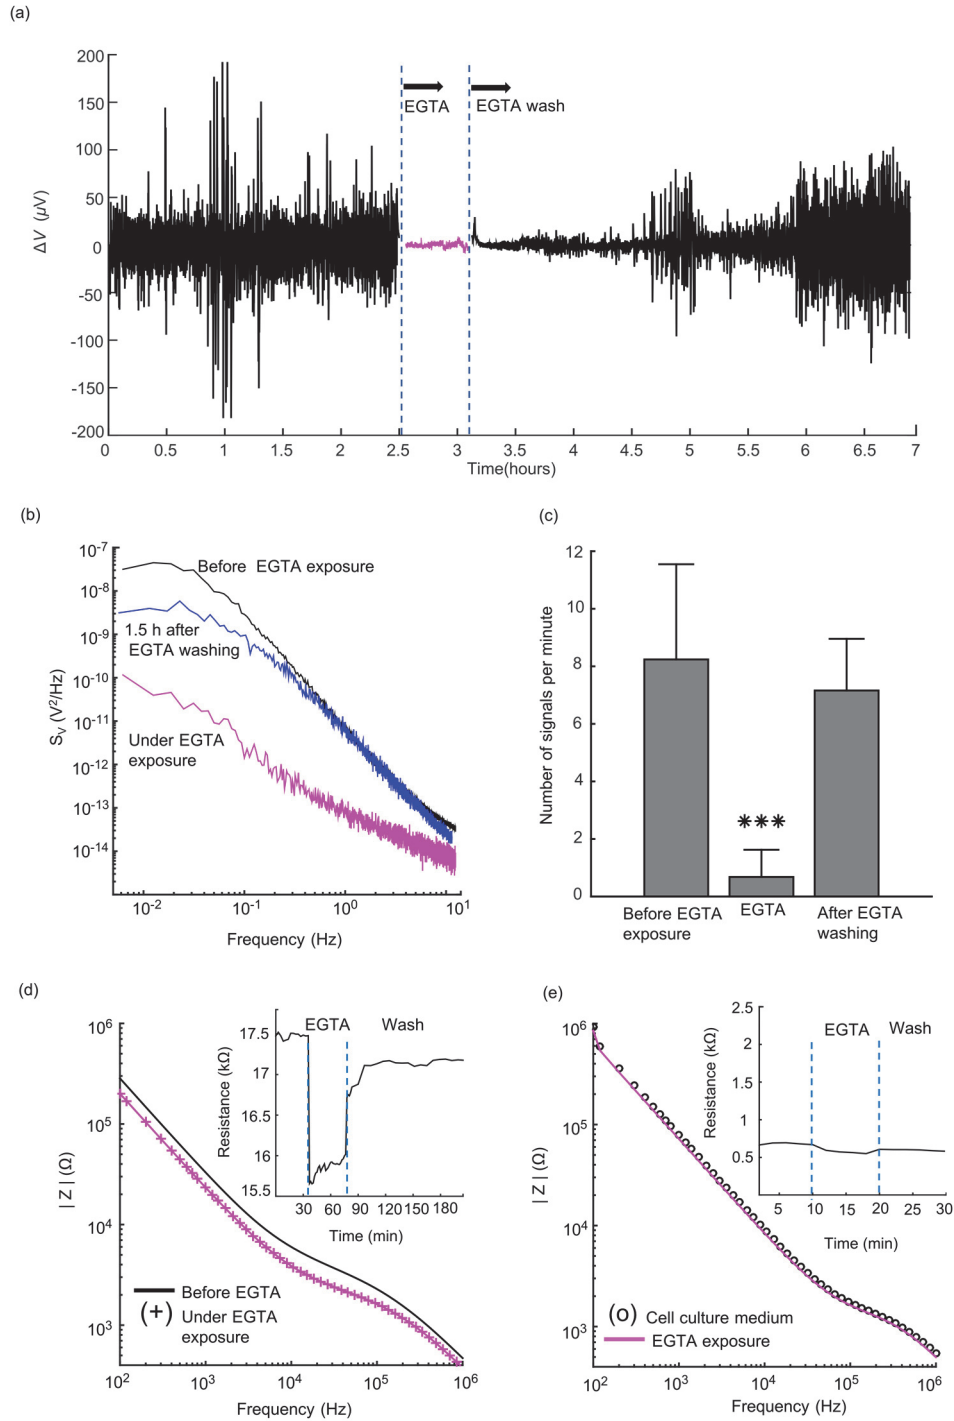 (a)
200
150
100
50
0
-50
-100
-150
-200
ΔV (µV)
EGTA
EGTA wash
0 0.5 1 1.5 2 2.5 3 3.5 4 4.5 5 5.5 6 6.5 7
Time(hours)
(b)
10-7
10-8
10-9
10-10
10-11
10-12
10-13
10-14
SV (V2/Hz)
Before EGTA exposure
1.5 h after
EGTA washing
Under EGTA
exposure
10-2 10-1 100 101
Frequency (Hz)
(c)
12
10
8
6
4
2
0
Number of signals per minute
***
Before EGTA
exposure
EGTA
After EGTA
washing
(d)
106
105
104
103
| Z | (Ω)
EGTA Wash
17.5
17
16.5
16
15.5
Resistance (kΩ)
30 60 90 120 150 180
Time (min)
Before EGTA
(+) Under EGTA
exposure
102 103 104 105 106
Frequency (Hz)
(e)
106
105
104
103
| Z | (Ω)
2.5
2
1.5
1
0.5
Resistance (kΩ)
EGTA Wash
5 10 15 20 25 30
Time (min)
(o) Cell culture medium
EGTA exposure
102 103 104 105 106
Frequency (Hz)